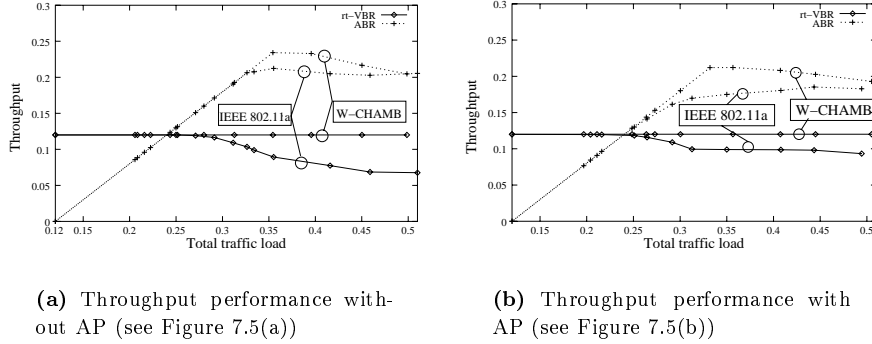 0.3
0.25
0.2
0.15
0.1
0.05
0
Throughput
rt-VBR
ABR
IEEE 802.11a
W-CHAMB
0.12 0.15 0.2 0.25 0.3 0.35 0.4 0.45 0.5
Total traffic load
(a) Throughput performance with-
out AP (see Figure 7.5(a))
0.3
0.25
0.2
0.15
0.1
0.05
0
Throughtput
rt-VBR
ABR
IEEE 802.11a
W-CHAMB
0.15 0.2 0.25 0.3 0.35 0.4 0.45 0.5
Total traffic load
(b) Throughput performance with
AP (see Figure 7.5(b))